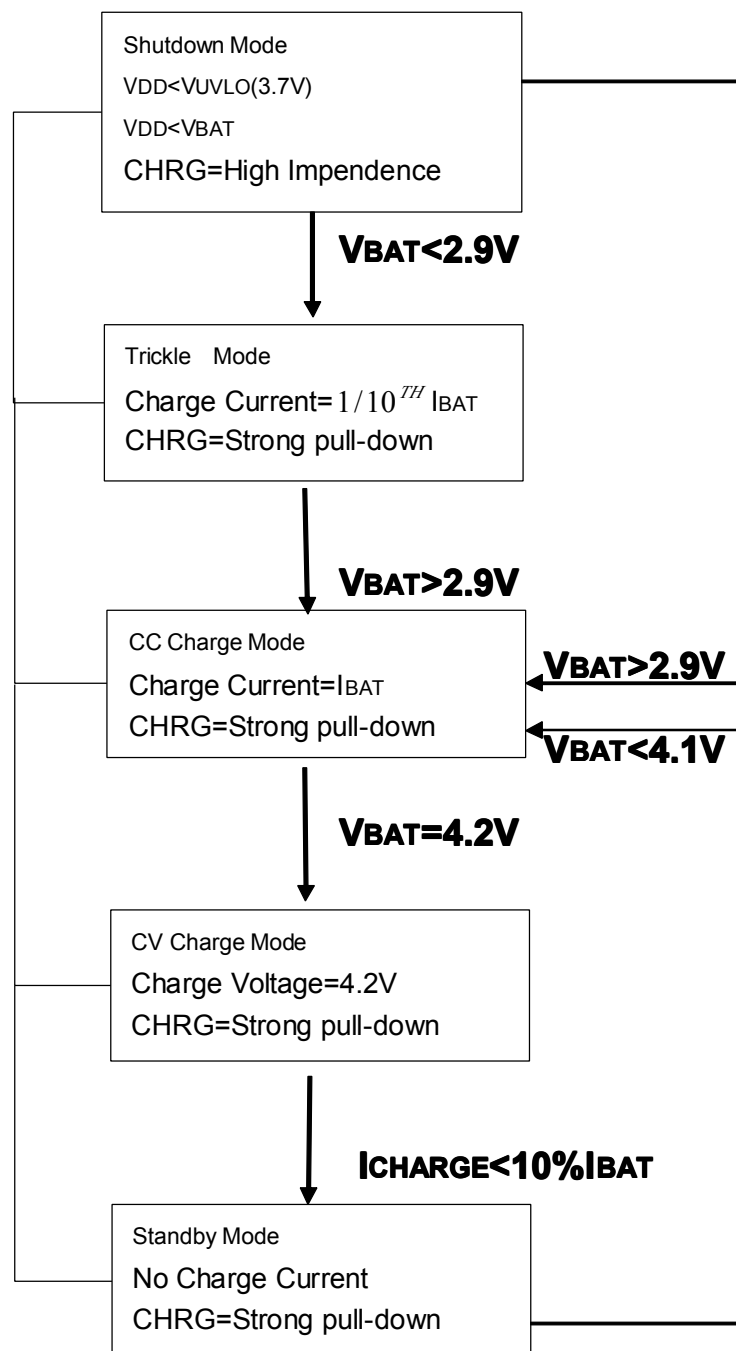 Shutdown Mode
VDD<VUVLO(3.7V)
VDD<VBAT
CHRG=High Impendence
VBAT<2.9V
Trickle Mode
Charge Current=1/10^TH IBAT
CHRG=Strong pull-down
VBAT>2.9V
CC Charge Mode
Charge Current=IBAT
CHRG=Strong pull-down
VBAT>2.9V
VBAT<4.1V
VBAT=4.2V
CV Charge Mode
Charge Voltage=4.2V
CHRG=Strong pull-down
ICHARGE<10%IBAT
Standby Mode
No Charge Current
CHRG=Strong pull-down